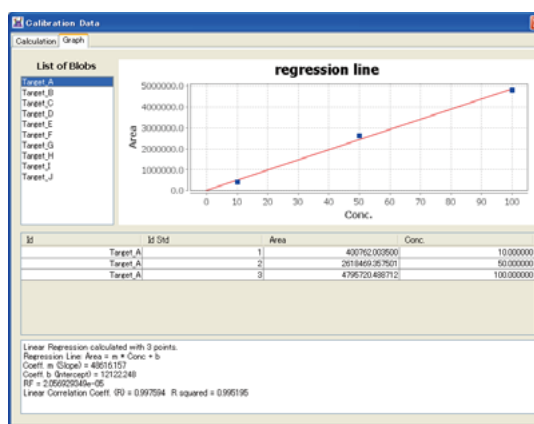 Calibration Data
Calculation Graph
List of Blobs
Target_A
Target_B
Target_C
Target_D
Target_E
Target_F
Target_G
Target_H
Target_I
Target_J
regression line
Area
5000000.0
4000000.0
3000000.0
2000000.0
1000000.0
0.0
0 10 20 30 40 50 60 70 80 90 100
Conc.
Id Id Std Area Conc.
Target_A 1 400762.003500 10.000000
Target_A 2 2618469.357501 50.000000
Target_A 3 4795720.488712 100.000000
Linear Regression calculated with 3 points.
Regression Line: Area = m * Conc + b
Coeff. m (Slope) = 48616.157
Coeff. b (Intercept) = 12122.248
RF = 2.056929349e-05
Linear Correlation Coeff. (R) = 0.997594 R squared = 0.995195